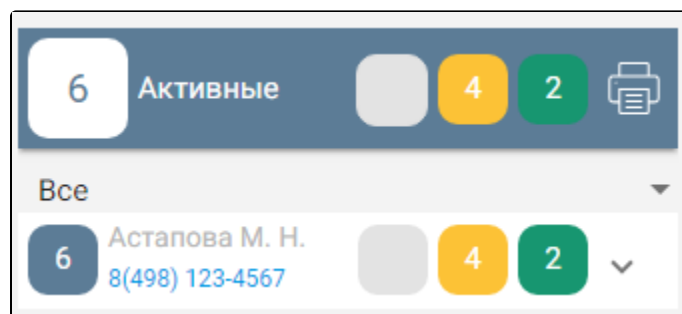 6 Активные 4 2
Все
6 Астапова М. Н. 4 2
8(498) 123-4567